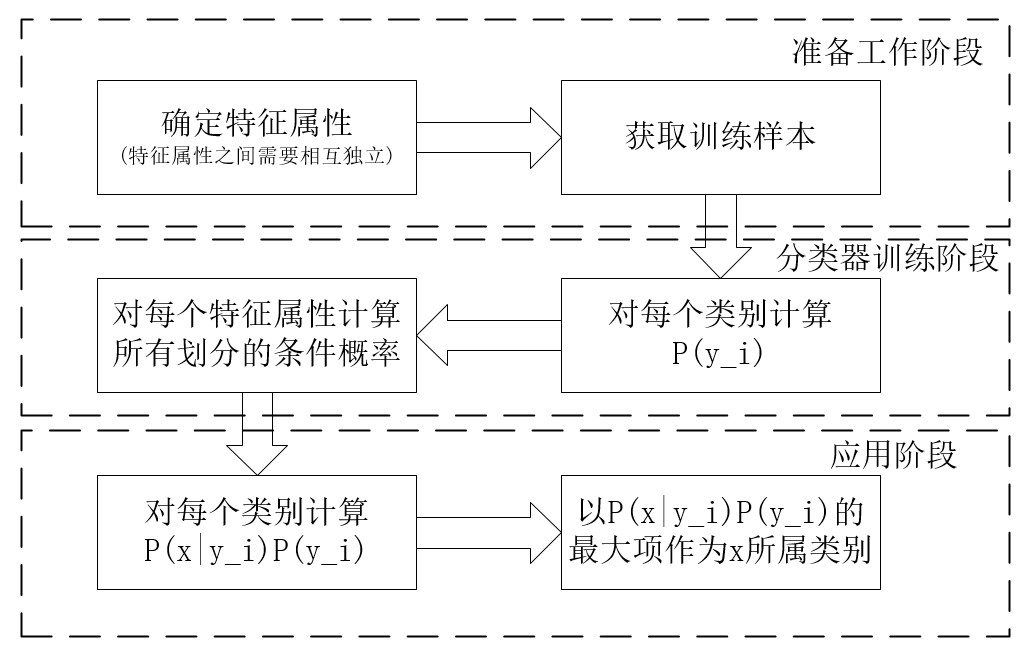 准备工作阶段
确定特征属性
(特征属性之间需要相互独立)
获取训练样本
分类器训练阶段
对每个特征属性计算
所有划分的条件概率
对每个类别计算
P(y_i)
应用阶段
对每个类别计算
P(x|y_i)P(y_i)
以P(x|y_i)P(y_i)的
最大项作为x所属类别